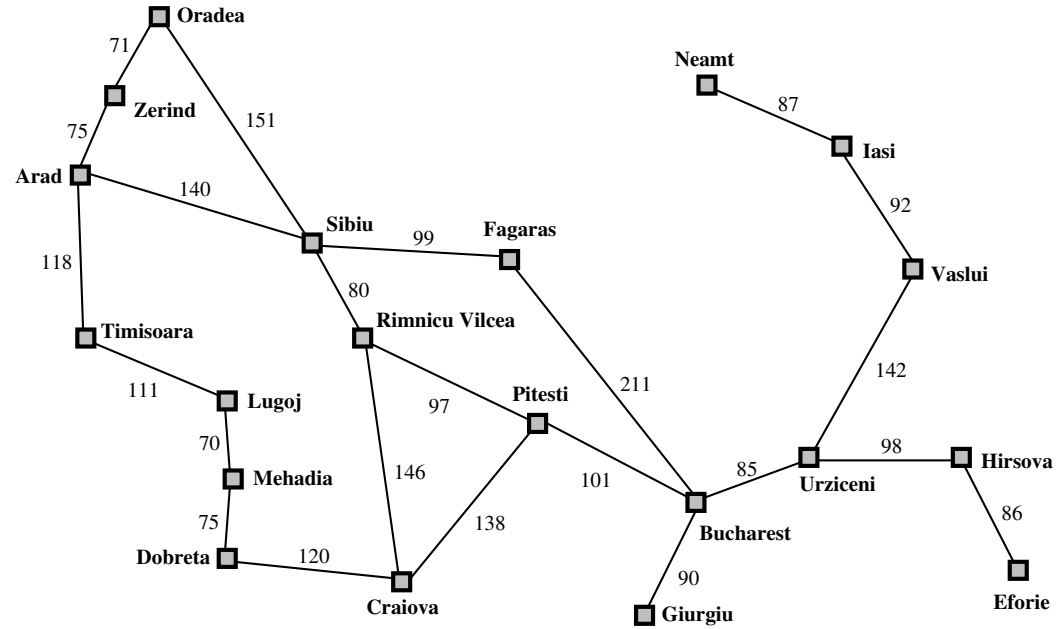 Oradea
71
Neamt
Zerind
87
151
75
Iasi
Arad
140
92
Sibiu
99
Fagaras
118
Vaslui
80
Timisoara
Rimnicu Vilcea
142
111
211
Lugoj
97
Pitesti
70
98
Hirsova
Mehadia
146
101
85
Urziceni
86
75
138
Bucharest
Dobreta
120
90
Craiova
Giurgiu
Eforie